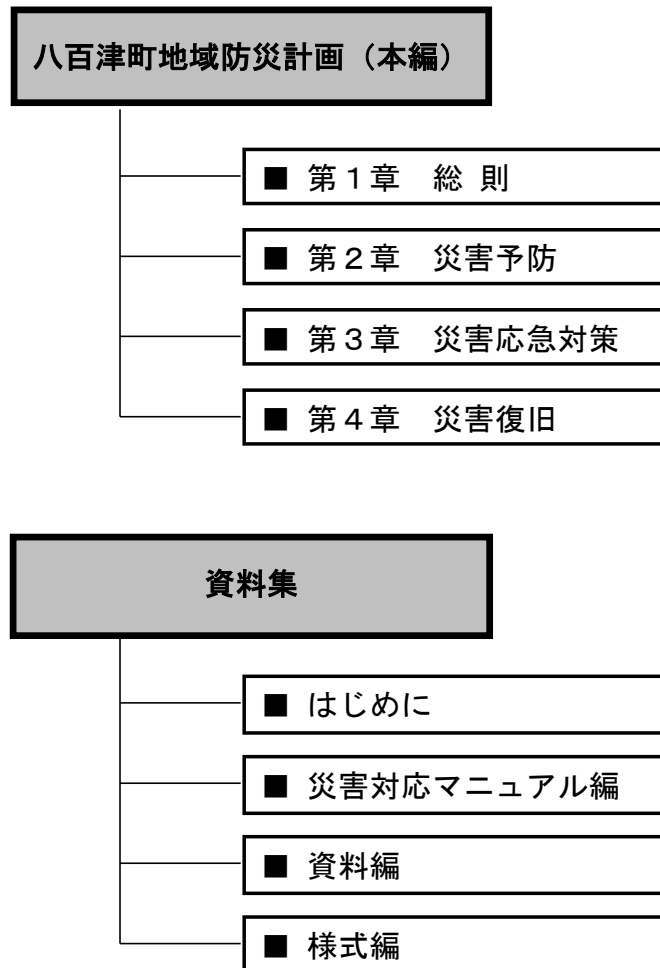 八百津町地域防災計画（本編）
■ 第１章　総 則
■ 第２章　災害予防
■ 第３章　災害応急対策
■ 第４章　災害復旧
資料集
■ はじめに
■ 災害対応マニュアル編
■ 資料編
■ 様式編